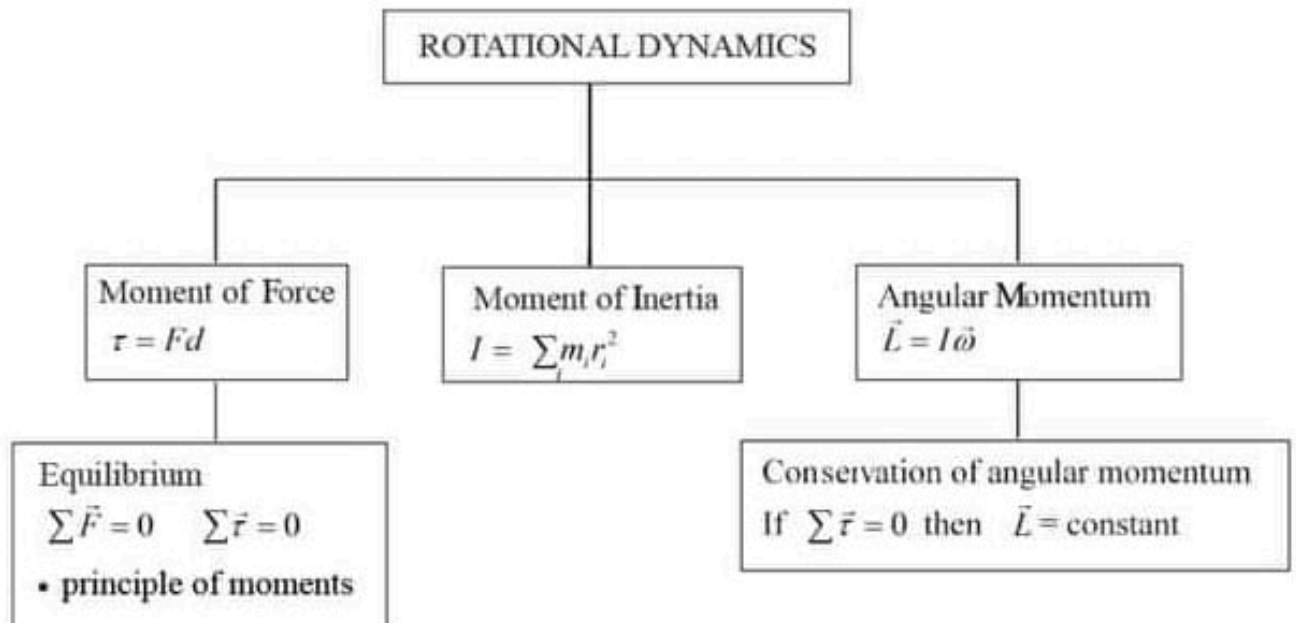 ROTATIONAL DYNAMICS
Moment of Force
τ = Fd
Moment of Inertia
I = ∑ᵢ mᵢrᵢ²
Angular Momentum
L⃗ = Iω⃗
Equilibrium
∑F⃗ = 0 ∑τ⃗ = 0
• principle of moments
Conservation of angular momentum
If ∑τ⃗ = 0 then L⃗ = constant